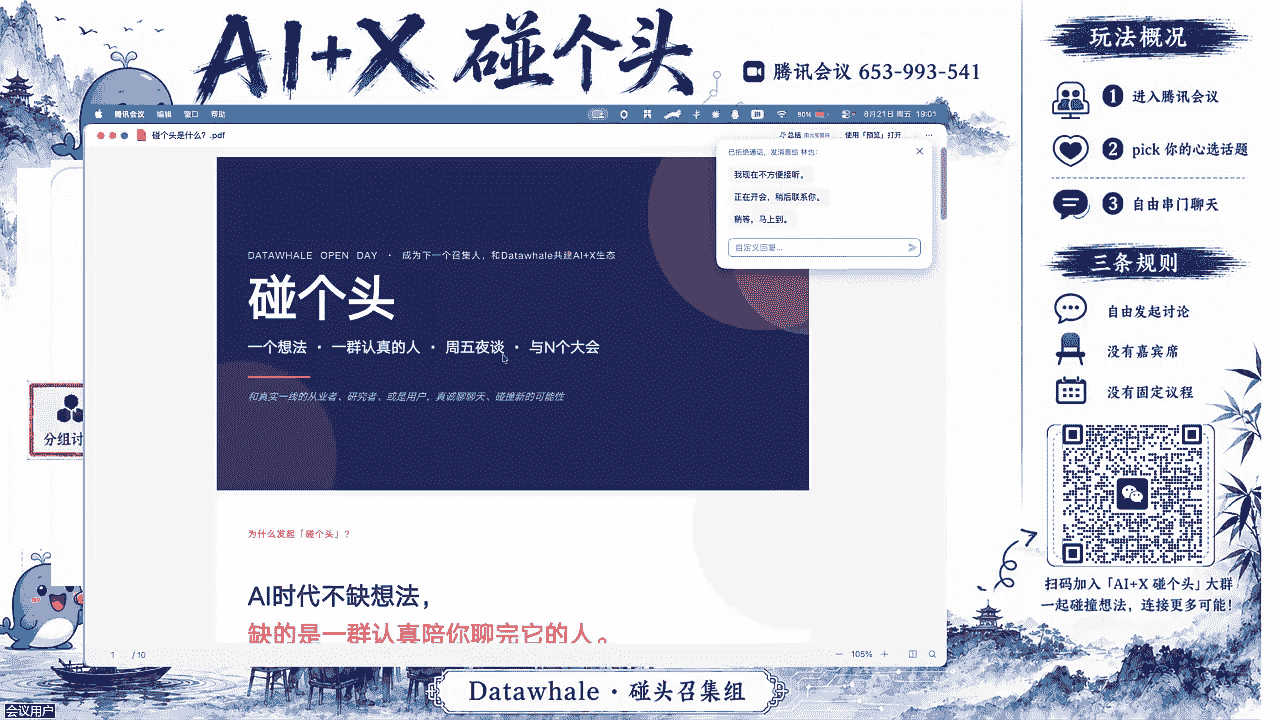 AI+X 碰个头
腾讯会议 653-993-541
腾讯会议 编辑 窗口 帮助
80%
8月21日 周五 19:01
碰个头是什么？.pdf
总结
使用「预览」打开
已拒绝通话，发消息给 林也：
我现在不方便接听。
正在开会，稍后联系你。
稍等，马上到。
自定义回复...
DATAWHALE OPEN DAY · 成为下一个召集人，和Datawhale共建AI+X生态
碰个头
一个想法 · 一群认真的人 · 周五夜谈 · 与N个大会
和真实一线的从业者、研究者、或是用户，真诚聊聊天、碰撞新的可能性
为什么发起「碰个头」？
AI时代不缺想法，
缺的是一群认真陪你聊完它的人。
1 / 10
105%
分组讨
玩法概况
1 进入腾讯会议
2 pick 你的心选话题
3 自由串门聊天
三条规则
自由发起讨论
没有嘉宾席
没有固定议程
扫码加入「AI+X 碰个头」大群
一起碰撞想法，连接更多可能！
Datawhale · 碰头召集组
会议用户